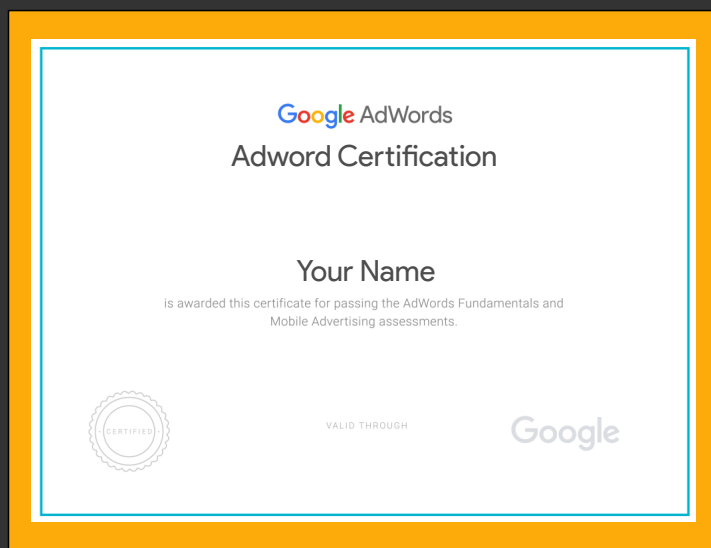 Google AdWords
Adword Certification
Your Name
is awarded this certificate for passing the AdWords Fundamentals and
Mobile Advertising assessments.
CERTIFIED
VALID THROUGH
Google